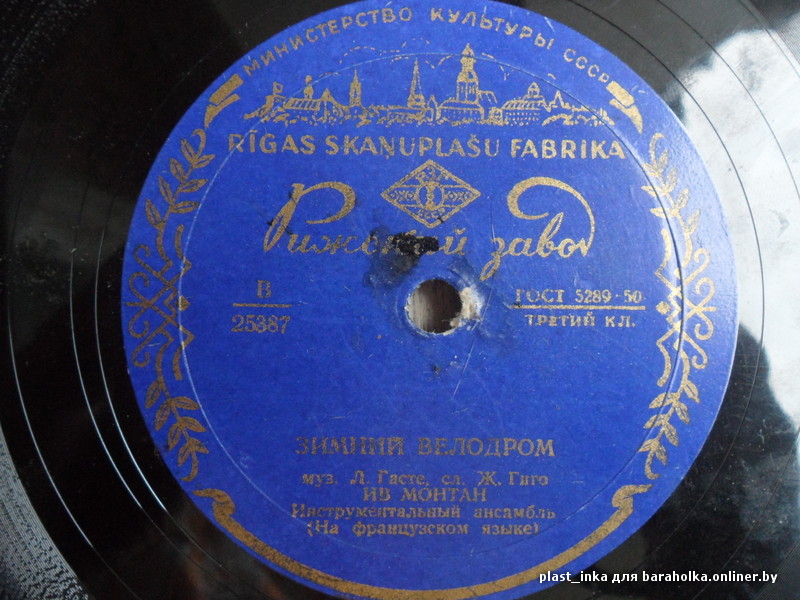 МИНИСТЕРСТВО КУЛЬТУРЫ СССР
RĪGAS SKAŅUPLAŠU FABRIKA
Рижский завод
В
25387
ГОСТ 5289-50
ТРЕТИЙ КЛ.
ЗИМНИЙ ВЕЛОДРОМ
муз. Л. Гасте, сл. Ж. Гиго
ИВ МОНТАН
Инструментальный ансамбль
(На французском языке)
plast_inka для baraholka.onliner.by